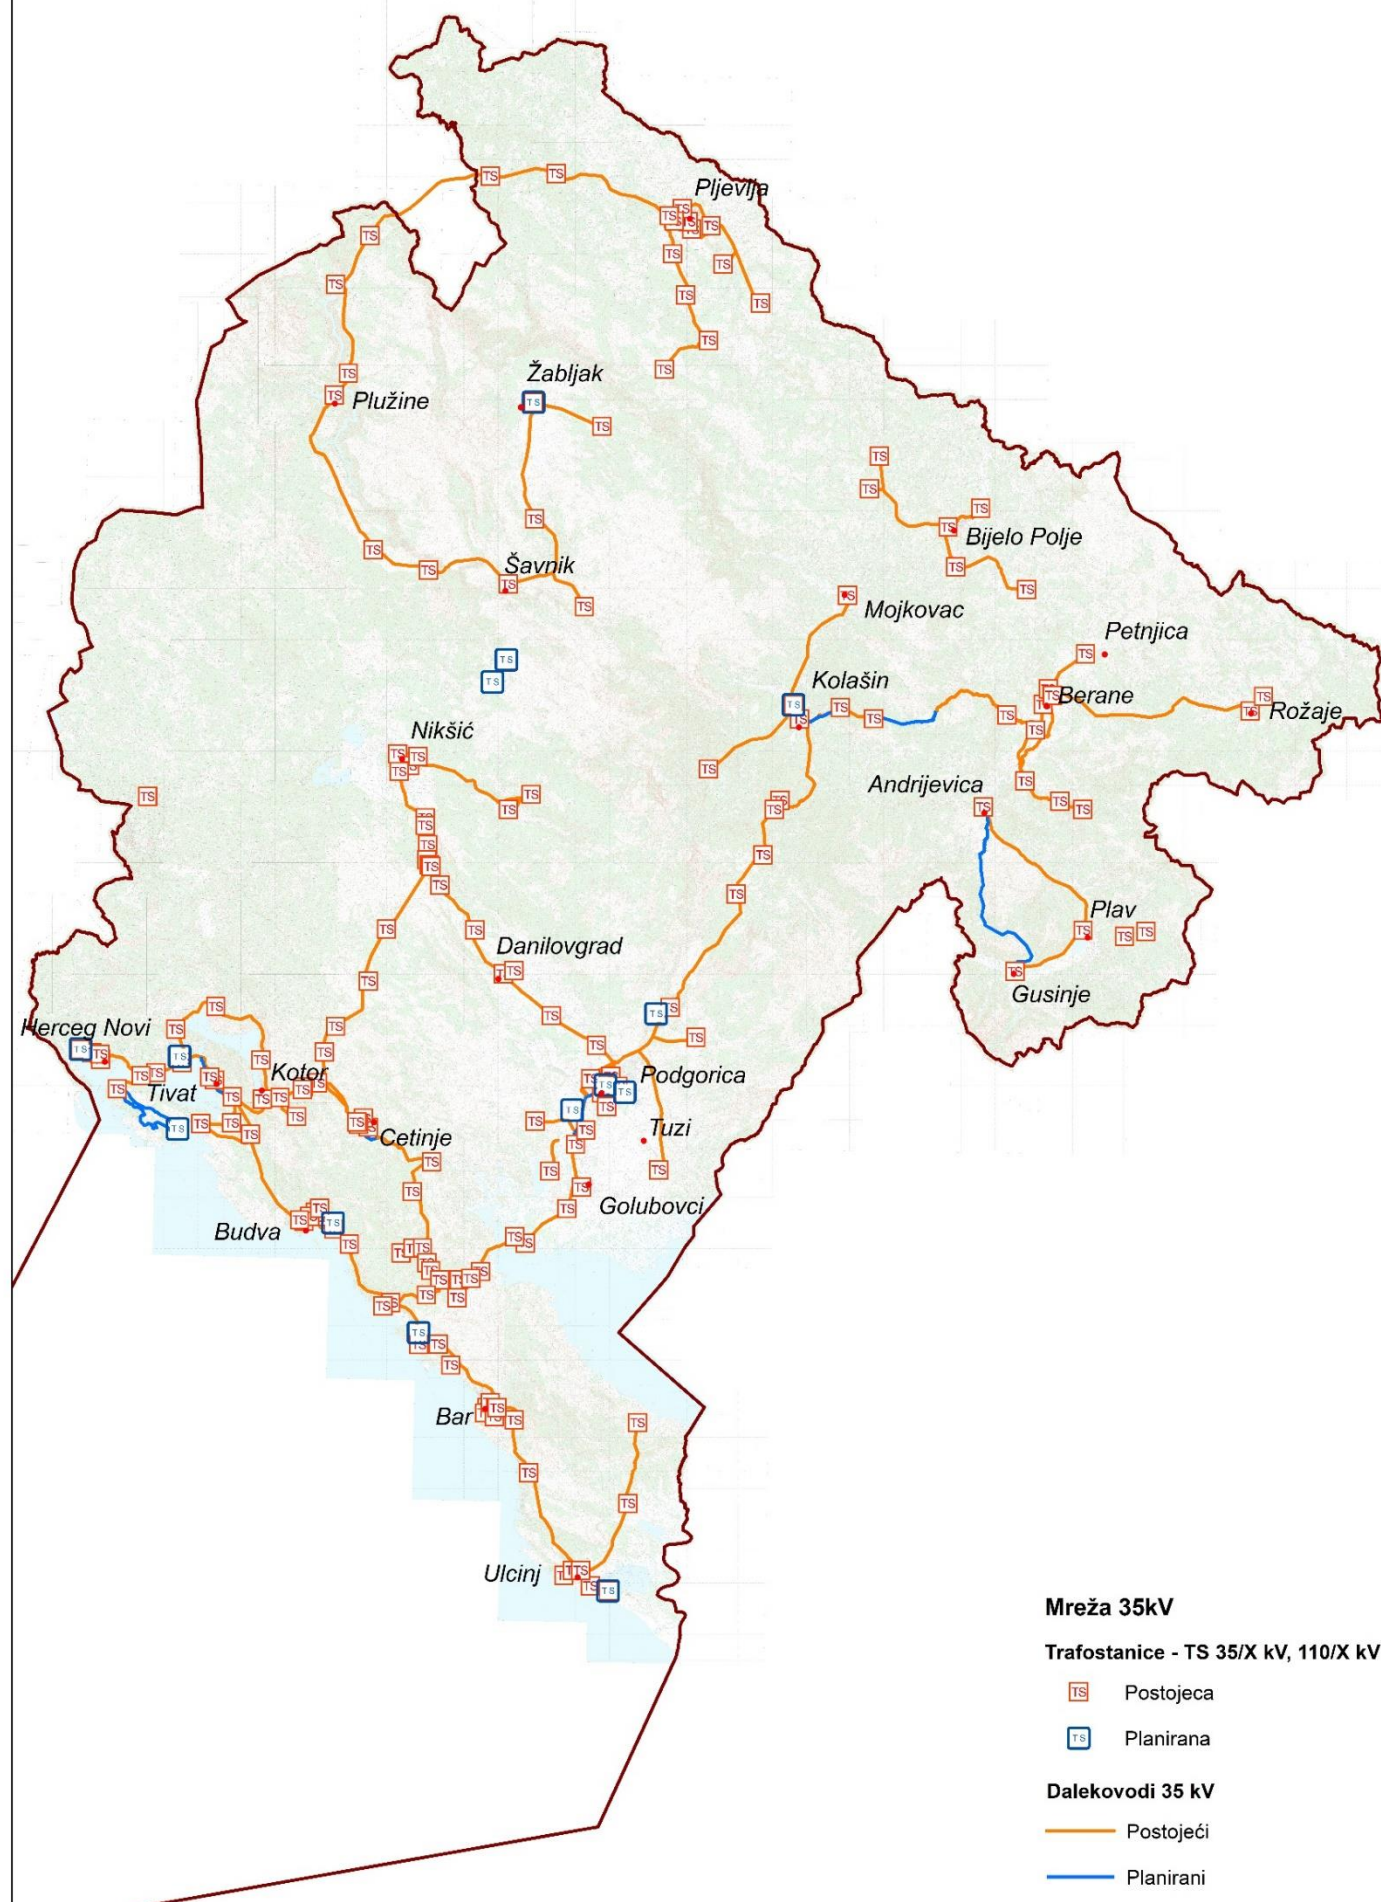 Pljevlja
Žabljak
Plužine
Bijelo Polje
Šavnik
Mojkovac
Petnjica
Kolašin
Berane
Rožaje
Nikšić
Andrijevica
Plav
Danilovgrad
Gusinje
Herceg Novi
Kotor
Podgorica
Tivat
Tuzi
Cetinje
Golubovci
Budva
Bar
Ulcinj
Mreža 35kV
Trafostanice - TS 35/X kV, 110/X kV
TS Postojeca
TS Planirana
Dalekovodi 35 kV
Postojeći
Planirani